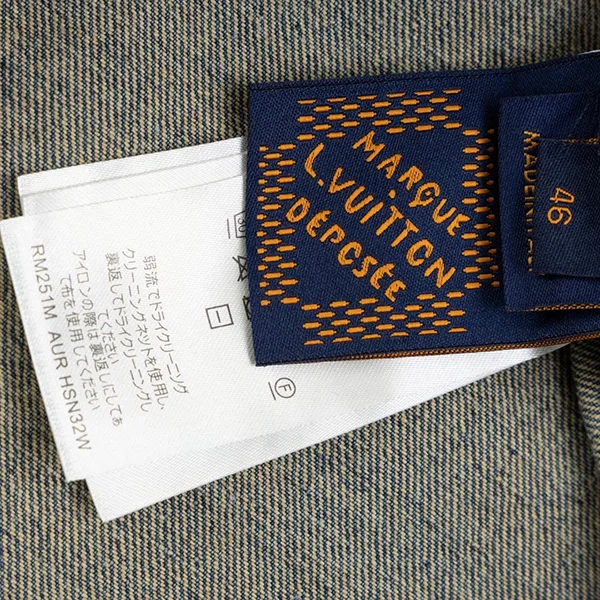 MARQUE
L.VUITTON
DÉPOSÉE
46
30
F
弱流でドライクリーニング
クリーニングネットを使用し、
裏返してドライクリーニングし
てください
アイロンの際は裏返しにしてあ
て布を使用してください
RM251M AUR HSN32W